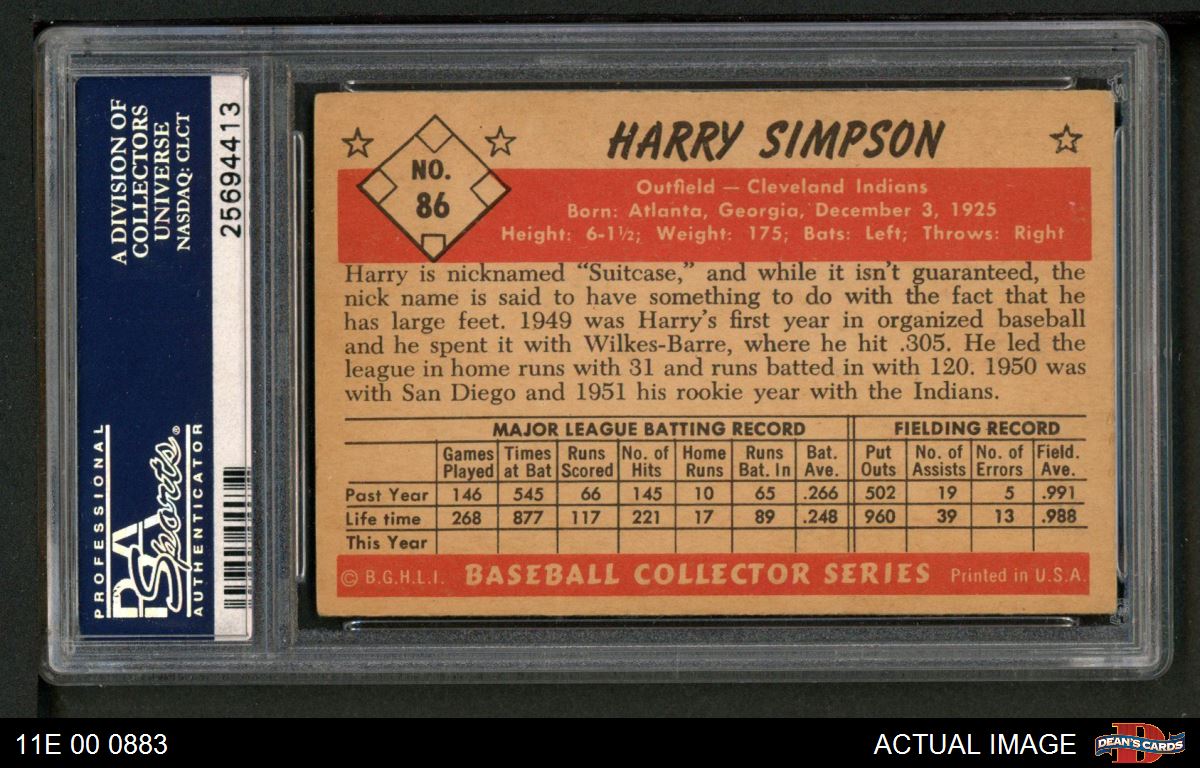 A DIVISION OF
COLLECTORS
UNIVERSE
NASDAQ: CLCT
25694413
PROFESSIONAL
PSA
Sports®
AUTHENTICATOR
NO.
86
HARRY SIMPSON
Outfield — Cleveland Indians
Born: Atlanta, Georgia, December 3, 1925
Height: 6-1½; Weight: 175; Bats: Left; Throws: Right
Harry is nicknamed “Suitcase,” and while it isn’t guaranteed, the
nick name is said to have something to do with the fact that he
has large feet. 1949 was Harry’s first year in organized baseball
and he spent it with Wilkes-Barre, where he hit .305. He led the
league in home runs with 31 and runs batted in with 120. 1950 was
with San Diego and 1951 his rookie year with the Indians.
MAJOR LEAGUE BATTING RECORD FIELDING RECORD
Games Times Runs No. of Home Runs Bat. Put No. of No. of Field.
Played at Bat Scored Hits Runs Bat. In Ave. Outs Assists Errors Ave.
Past Year 146 545 66 145 10 65 .266 502 19 5 .991
Life time 268 877 117 221 17 89 .248 960 39 13 .988
This Year
© B.G.H.L.I. BASEBALL COLLECTOR SERIES Printed in U.S.A.
11E 00 0883
ACTUAL IMAGE
D
DEAN'S CARDS